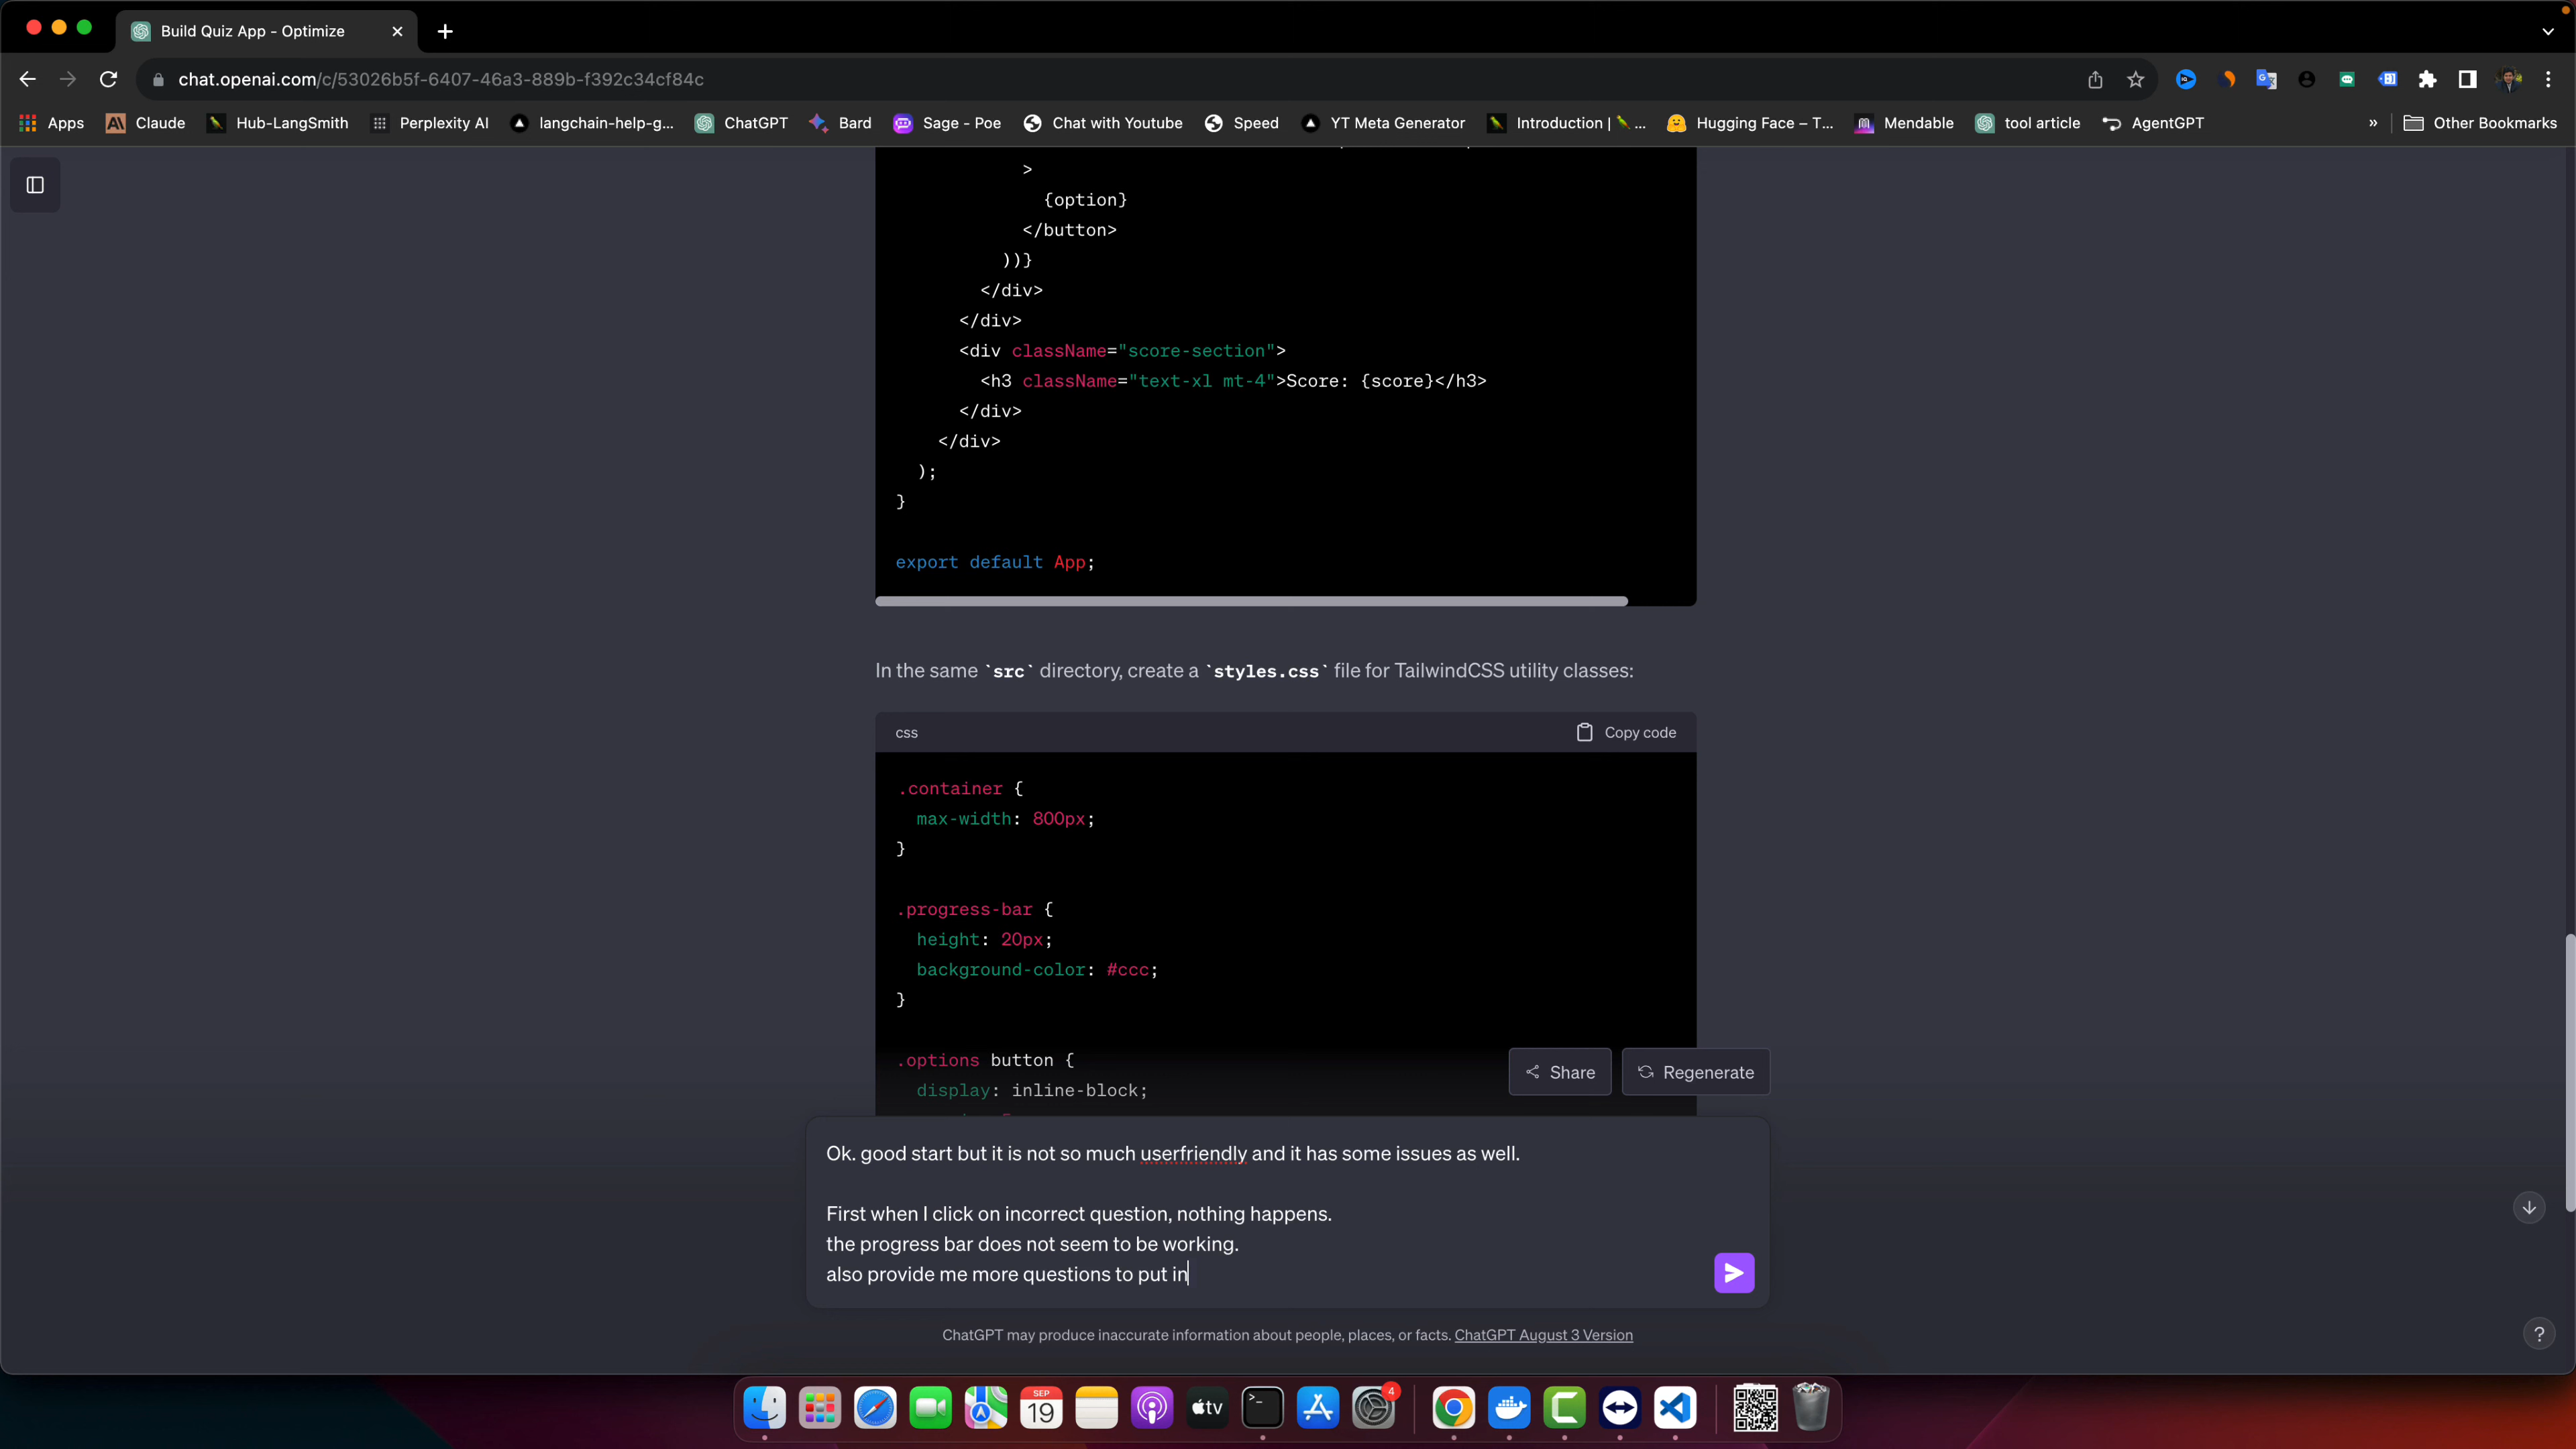 Build Quiz App - Optimize
chat.openai.com/c/53026b5f-6407-46a3-889b-f392c34cf84c
Apps
Claude
Hub-LangSmith
Perplexity AI
langchain-help-g...
ChatGPT
Bard
Sage - Poe
Chat with Youtube
Speed
YT Meta Generator
Introduction | 🦜 ...
Hugging Face – T...
Mendable
tool article
AgentGPT
»
Other Bookmarks
>
{option}
</button>
))}
</div>
</div>
<div className="score-section">
<h3 className="text-xl mt-4">Score: {score}</h3>
</div>
</div>
);
}
export default App;
In the same `src` directory, create a `styles.css` file for TailwindCSS utility classes:
css
Copy code
.container {
max-width: 800px;
}
.progress-bar {
height: 20px;
background-color: #ccc;
}
.options button {
display: inline-block;
Share
Regenerate
Ok. good start but it is not so much userfriendly and it has some issues as well.
First when I click on incorrect question, nothing happens.
the progress bar does not seem to be working.
also provide me more questions to put in
ChatGPT may produce inaccurate information about people, places, or facts. ChatGPT August 3 Version
?
SEP
19
tv
4